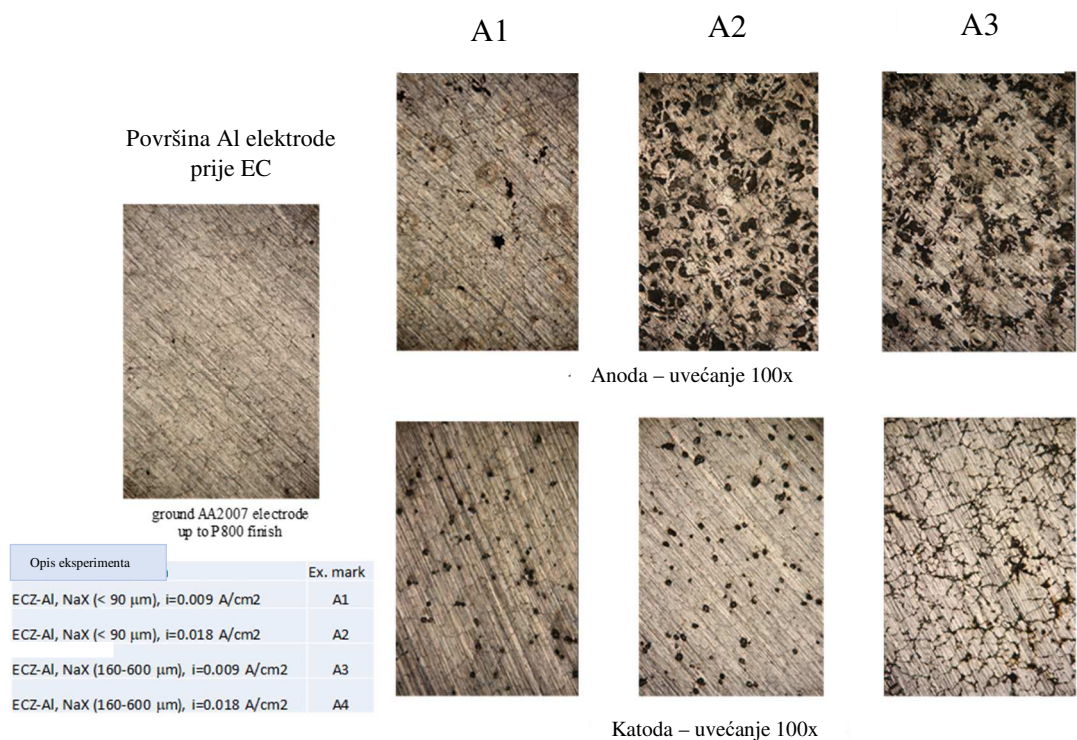 A1
A2
A3
Površina Al elektrode
prije EC
ground AA2007 electrode
up to P800 finish
Anoda – uvećanje 100x
Opis eksperimenta
Ex. mark
ECZ-Al, NaX (< 90 µm), i=0.009 A/cm2 A1
ECZ-Al, NaX (< 90 µm), i=0.018 A/cm2 A2
ECZ-Al, NaX (160-600 µm), i=0.009 A/cm2 A3
ECZ-Al, NaX (160-600 µm), i=0.018 A/cm2 A4
Katoda – uvećanje 100x